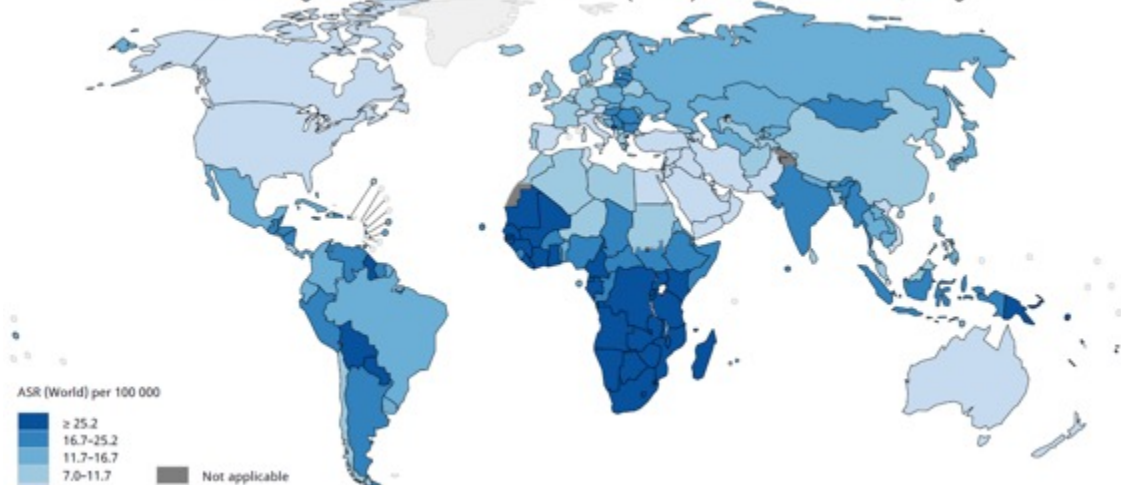 ASR (World) per 100 000
≥ 25.2
16.7–25.2
11.7–16.7
7.0–11.7
Not applicable